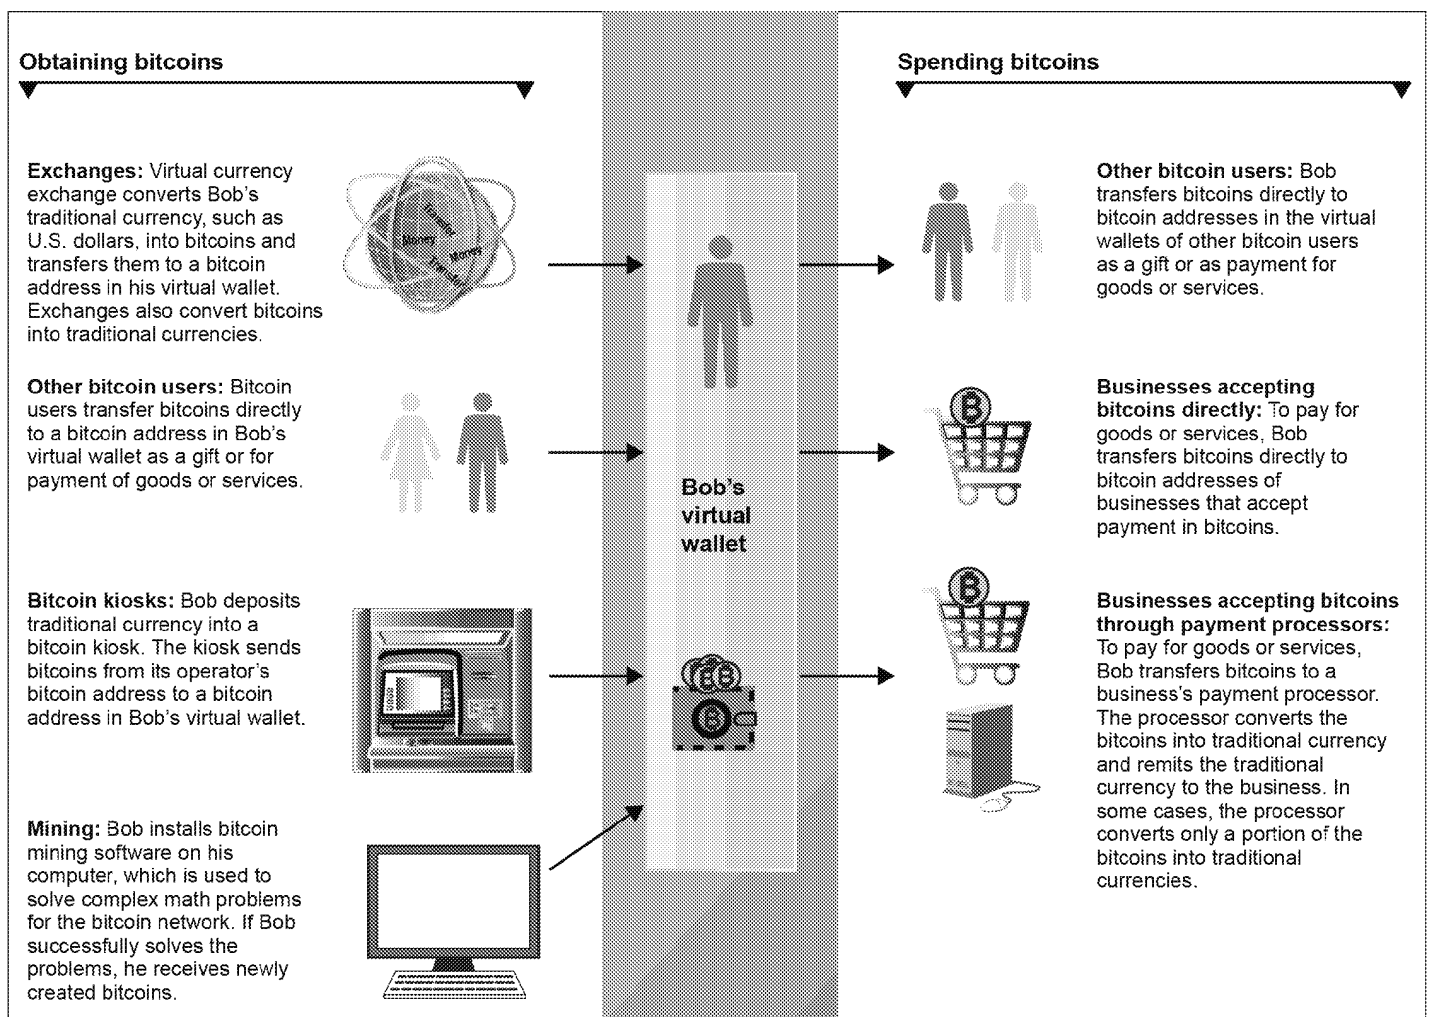 Obtaining bitcoins
Exchanges: Virtual currency
exchange converts Bob's
traditional currency, such as
U.S. dollars, into bitcoins and
transfers them to a bitcoin
address in his virtual wallet.
Exchanges also convert bitcoins
into traditional currencies.
Transfer
Money
Money
Transfer
Other bitcoin users: Bitcoin
users transfer bitcoins directly
to a bitcoin address in Bob's
virtual wallet as a gift or for
payment of goods or services.
Bitcoin kiosks: Bob deposits
traditional currency into a
bitcoin kiosk. The kiosk sends
bitcoins from its operator's
bitcoin address to a bitcoin
address in Bob's virtual wallet.
Mining: Bob installs bitcoin
mining software on his
computer, which is used to
solve complex math problems
for the bitcoin network. If Bob
successfully solves the
problems, he receives newly
created bitcoins.
Bob's
virtual
wallet
Spending bitcoins
Other bitcoin users: Bob
transfers bitcoins directly to
bitcoin addresses in the virtual
wallets of other bitcoin users
as a gift or as payment for
goods or services.
Businesses accepting
bitcoins directly: To pay for
goods or services, Bob
transfers bitcoins directly to
bitcoin addresses of
businesses that accept
payment in bitcoins.
Businesses accepting bitcoins
through payment processors:
To pay for goods or services,
Bob transfers bitcoins to a
business's payment processor.
The processor converts the
bitcoins into traditional currency
and remits the traditional
currency to the business. In
some cases, the processor
converts only a portion of the
bitcoins into traditional
currencies.